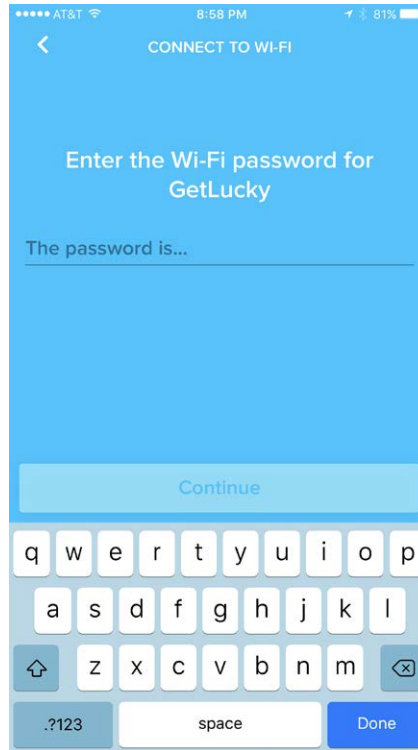 AT&T 8:58 PM 81%
CONNECT TO WI-FI
Enter the Wi-Fi password for
GetLucky
The password is...
Continue
q w e r t y u i o p
a s d f g h j k l
z x c v b n m
.?123 space Done